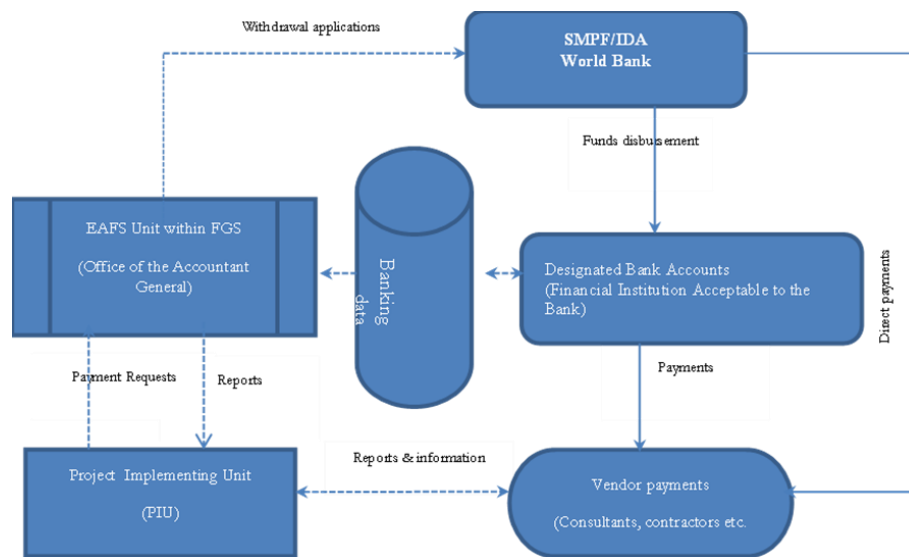 Withdrawal applications
SMPF/IDA
World Bank
Funds disbursement
EAFS Unit within FGS
(Office of the Accountant
General)
Banking
data
Designated Bank Accounts
(Financial Institution Acceptable to the
Bank)
Direct payments
Payment Requests
Reports
Payments
Project Implementing Unit
(PIU)
Reports & information
Vendor payments
(Consultants, contractors etc.